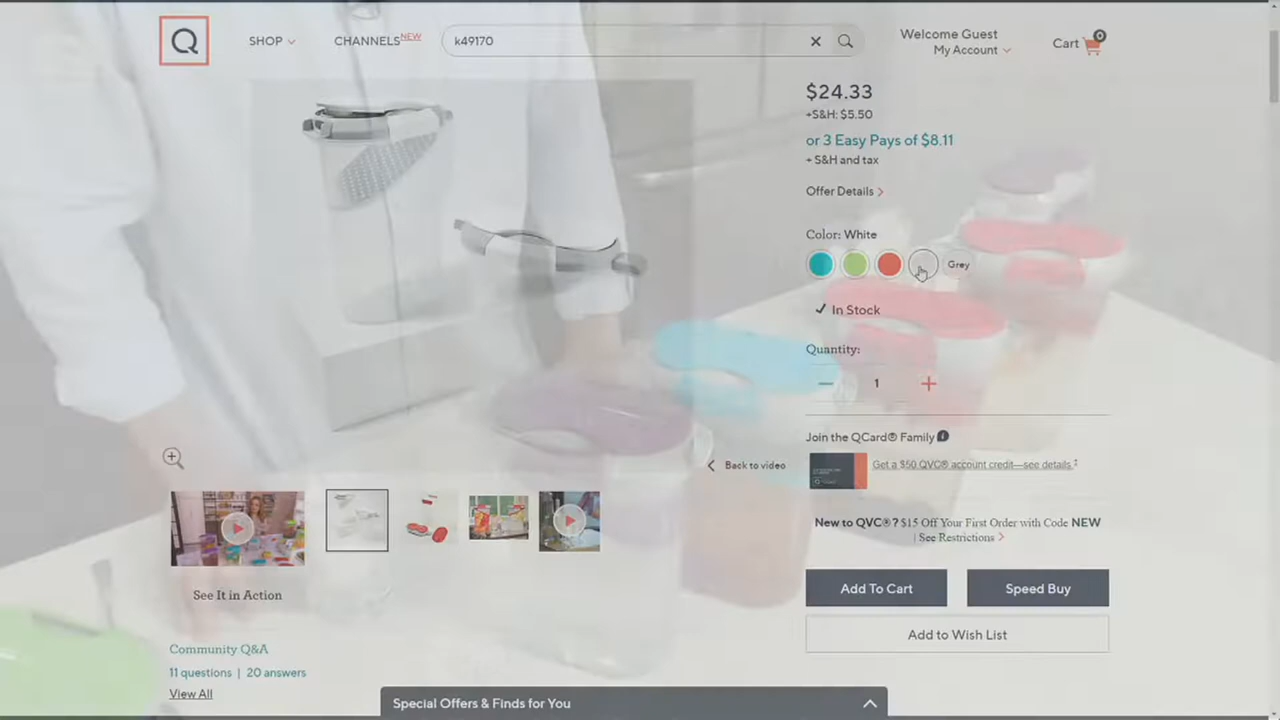 Q
SHOP
CHANNELS NEW
k49170
Welcome Guest
My Account
Cart 0
$24.33
+S&H: $5.50
or 3 Easy Pays of $8.11
+ S&H and tax
Offer Details >
Color: White
Grey
✓ In Stock
Quantity:
− 1 +
Join the QCard® Family
Get a $50 QVC® account credit—see details.‡
< Back to video
New to QVC®? $15 Off Your First Order with Code NEW
| See Restrictions >
Add To Cart
Speed Buy
Add to Wish List
See It in Action
Community Q&A
11 questions | 20 answers
View All
Special Offers & Finds for You